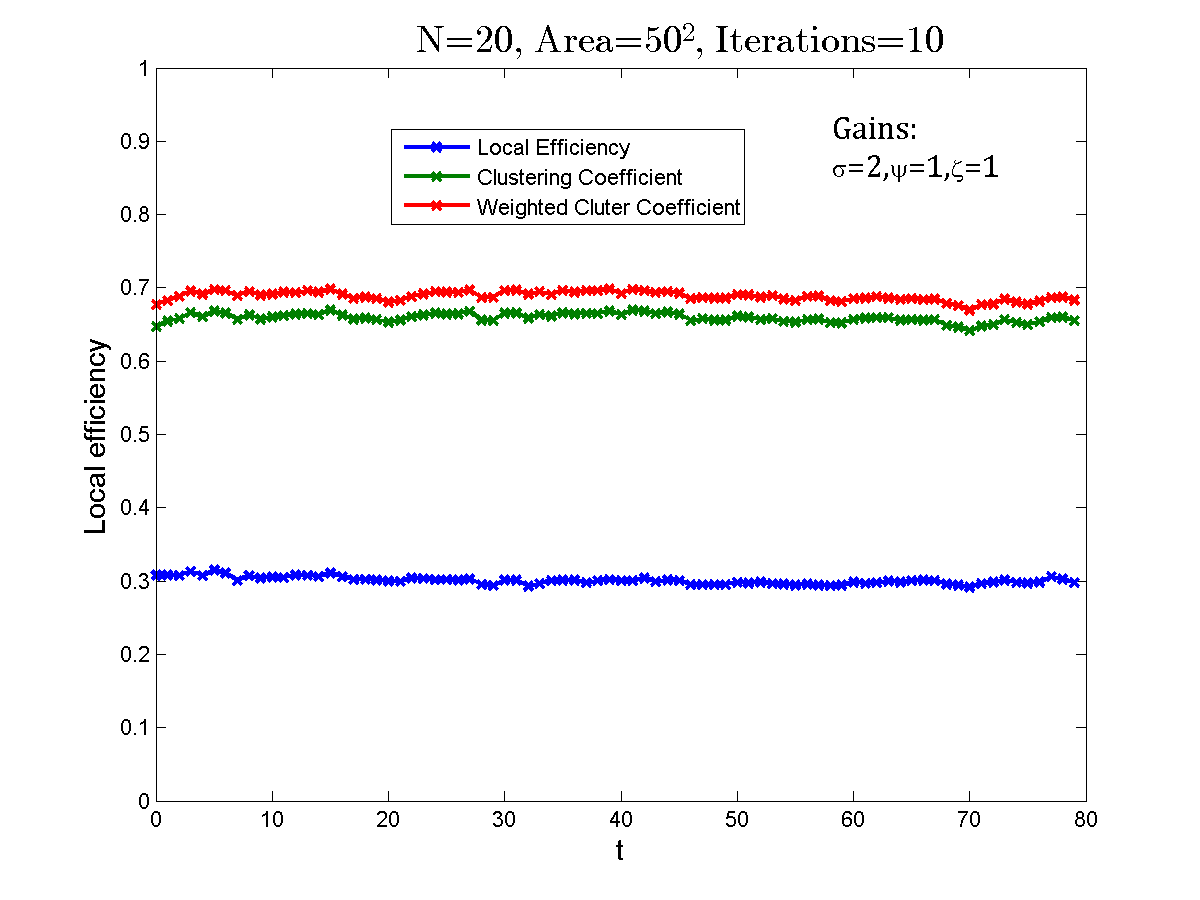 N=20, Area=50², Iterations=10
1
0.9
0.8
0.7
0.6
0.5
0.4
0.3
0.2
0.1
0
Local efficiency
Local Efficiency
Clustering Coefficient
Weighted Cluter Coefficient
Gains:
σ=2,ψ=1,ζ=1
0 10 20 30 40 50 60 70 80
t